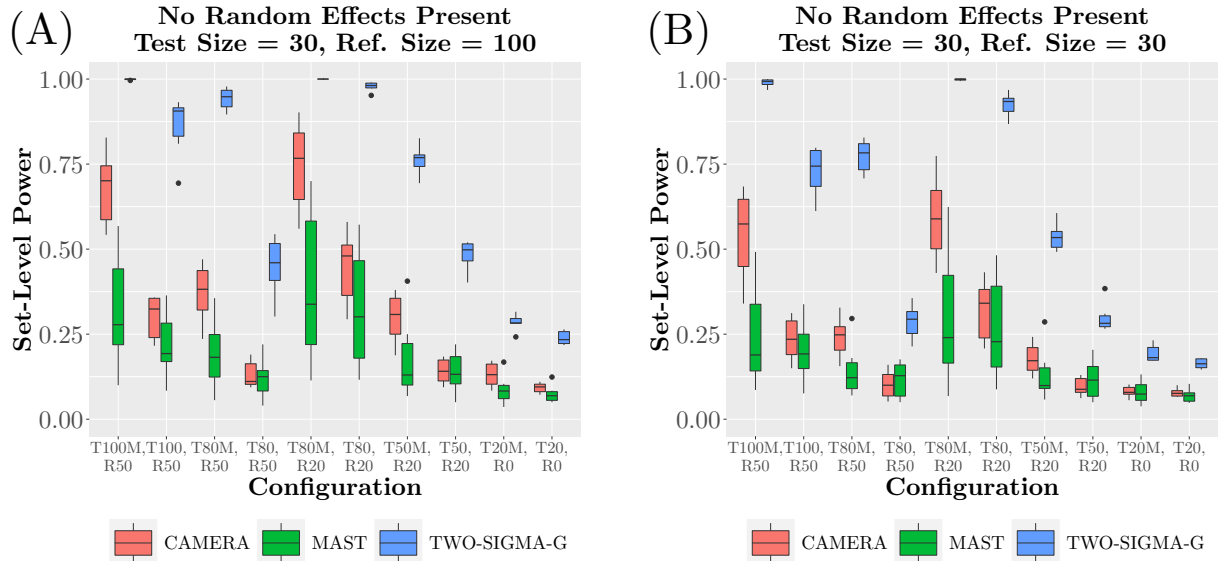 (A)
No Random Effects Present
Test Size = 30, Ref. Size = 100
Set-Level Power
1.00
0.75
0.50
0.25
0.00
T100M, T100, T80M, T80, T80M, T80, T50M, T50, T20M, T20,
R50 R50 R50 R50 R20 R20 R20 R20 R0 R0
Configuration
CAMERA MAST TWO-SIGMA-G
(B)
No Random Effects Present
Test Size = 30, Ref. Size = 30
Set-Level Power
1.00
0.75
0.50
0.25
0.00
T100M, T100, T80M, T80, T80M, T80, T50M, T50, T20M, T20,
R50 R50 R50 R50 R20 R20 R20 R20 R0 R0
Configuration
CAMERA MAST TWO-SIGMA-G